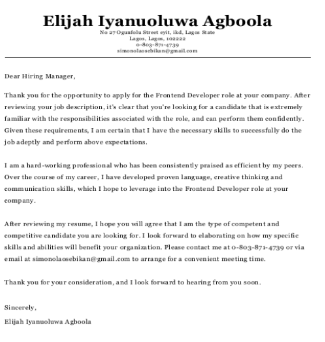 Elijah Iyanuoluwa Agboola
No 27 Ogunfolu Street eyit, Ikd, Lagos State
Lagos, Lagos, 102222
0-803-871-4739
simonolaosebikan@gmail.com
Dear Hiring Manager,
Thank you for the opportunity to apply for the Frontend Developer role at your company. After
reviewing your job description, it's clear that you're looking for a candidate that is extremely
familiar with the responsibilities associated with the role, and can perform them confidently.
Given these requirements, I am certain that I have the necessary skills to successfully do the
job adeptly and perform above expectations.
I am a hard-working professional who has been consistently praised as efficient by my peers.
Over the course of my career, I have developed proven language, creative thinking and
communication skills, which I hope to leverage into the Frontend Developer role at your
company.
After reviewing my resume, I hope you will agree that I am the type of competent and
competitive candidate you are looking for. I look forward to elaborating on how my specific
skills and abilities will benefit your organization. Please contact me at 0-803-871-4739 or via
email at simonolaosebikan@gmail.com to arrange for a convenient meeting time.
Thank you for your consideration, and I look forward to hearing from you soon.
Sincerely,
Elijah Iyanuoluwa Agboola